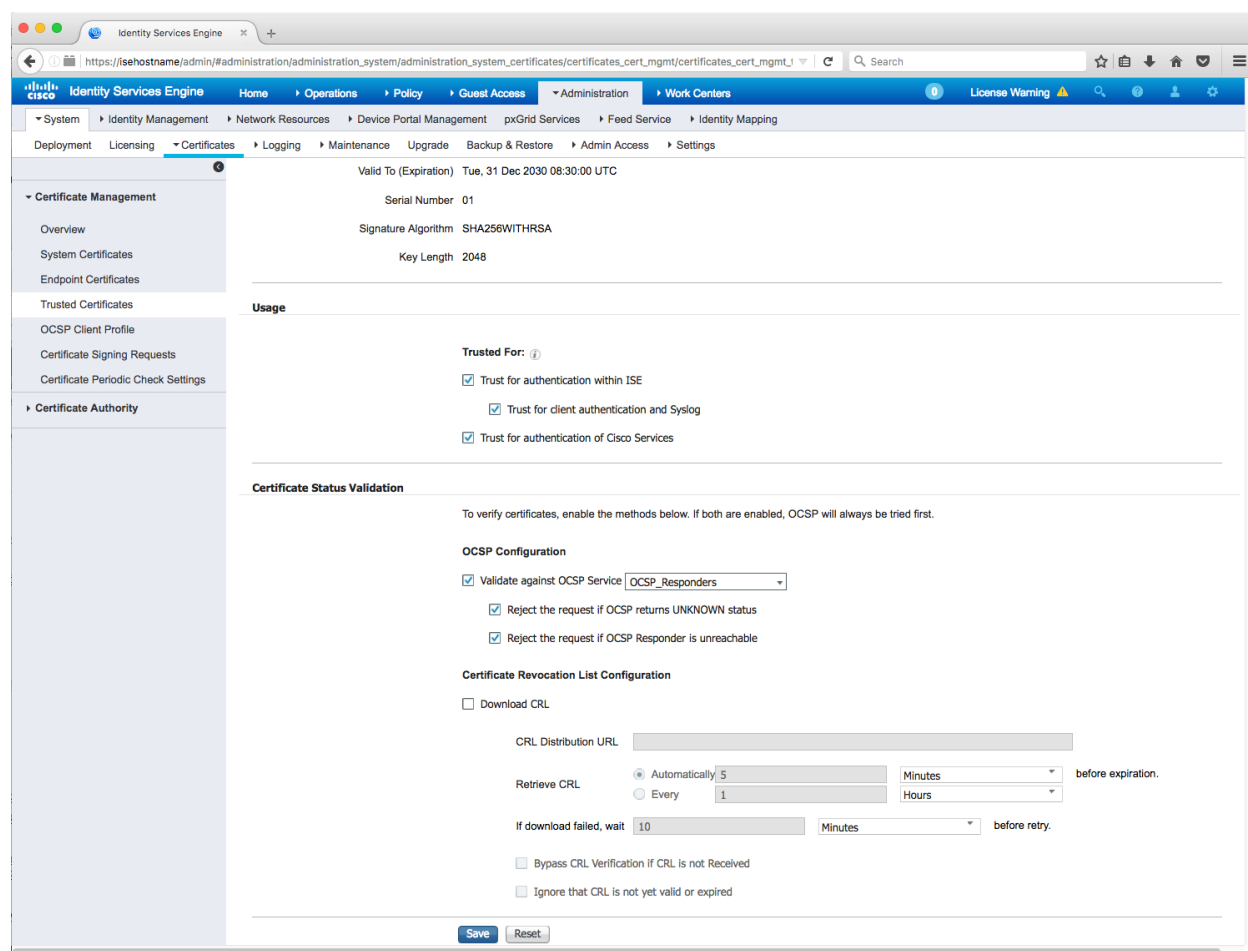 Identity Services Engine
https://isehostname/admin/#administration/administration_system/administration_system_certificates/certificates_cert_mgmt/certificates_cert_mgmt_t
Search
cisco Identity Services Engine Home Operations Policy Guest Access Administration Work Centers 0 License Warning
System Identity Management Network Resources Device Portal Management pxGrid Services Feed Service Identity Mapping
Deployment Licensing Certificates Logging Maintenance Upgrade Backup & Restore Admin Access Settings
Certificate Management
Overview
System Certificates
Endpoint Certificates
Trusted Certificates
OCSP Client Profile
Certificate Signing Requests
Certificate Periodic Check Settings
Certificate Authority
Valid To (Expiration) Tue, 31 Dec 2030 08:30:00 UTC
Serial Number 01
Signature Algorithm SHA256WITHRSA
Key Length 2048
Usage
Trusted For:
Trust for authentication within ISE
Trust for client authentication and Syslog
Trust for authentication of Cisco Services
Certificate Status Validation
To verify certificates, enable the methods below. If both are enabled, OCSP will always be tried first.
OCSP Configuration
Validate against OCSP Service OCSP_Responders
Reject the request if OCSP returns UNKNOWN status
Reject the request if OCSP Responder is unreachable
Certificate Revocation List Configuration
Download CRL
CRL Distribution URL
Retrieve CRL
Automatically 5 Minutes before expiration.
Every 1 Hours
If download failed, wait 10 Minutes before retry.
Bypass CRL Verification if CRL is not Received
Ignore that CRL is not yet valid or expired
Save Reset